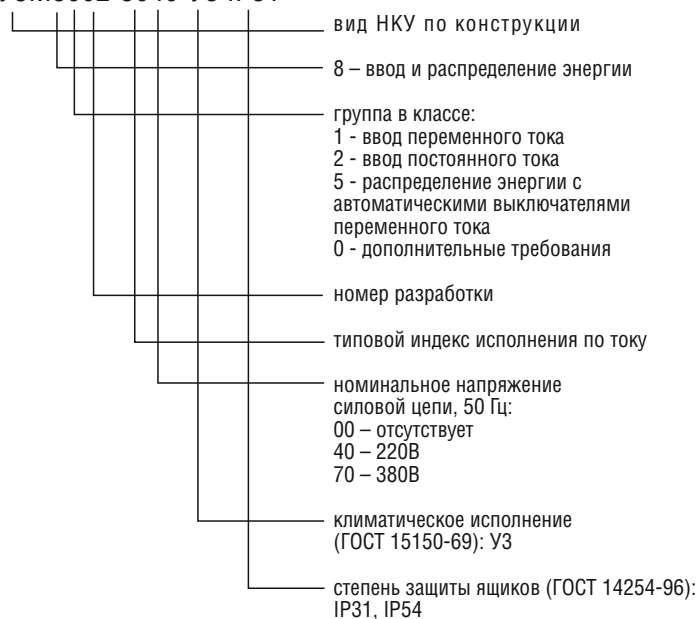 вид НКУ по конструкции
8 – ввод и распределение энергии
группа в классе:
1 - ввод переменного тока
2 - ввод постоянного тока
5 - распределение энергии с
автоматическими выключателями
переменного тока
0 - дополнительные требования
номер разработки
типовой индекс исполнения по току
номинальное напряжение
силовой цепи, 50 Гц:
00 – отсутствует
40 – 220В
70 – 380В
климатическое исполнение
(ГОСТ 15150-69): У3
степень защиты ящиков (ГОСТ 14254-96):
IP31, IP54